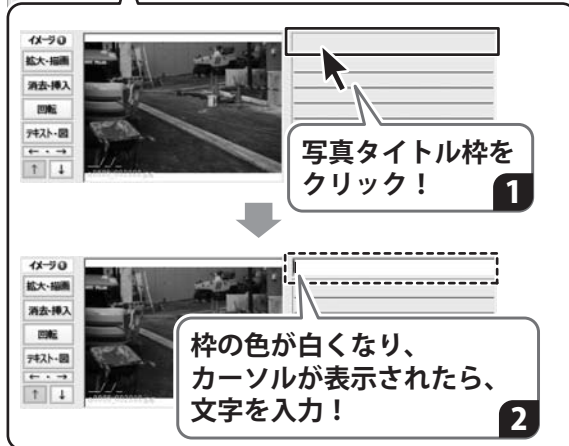 イメージ❶
拡大・描画
消去・挿入
回転
テキスト・図
← ・ →
↑ ↓
写真タイトル枠を
クリック！
1
イメージ❶
拡大・描画
消去・挿入
回転
テキスト・図
← ・ →
↑ ↓
枠の色が白くなり、
カーソルが表示されたら、
文字を入力！
2